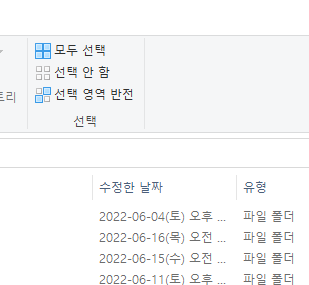 모두 선택
선택 안 함
선택 영역 반전
트리
선택
수정한 날짜 유형
2022-06-04(토) 오후 ... 파일 폴더
2022-06-16(목) 오전 ... 파일 폴더
2022-06-15(수) 오전 ... 파일 폴더
2022-06-11(토) 오후 ... 파일 폴더